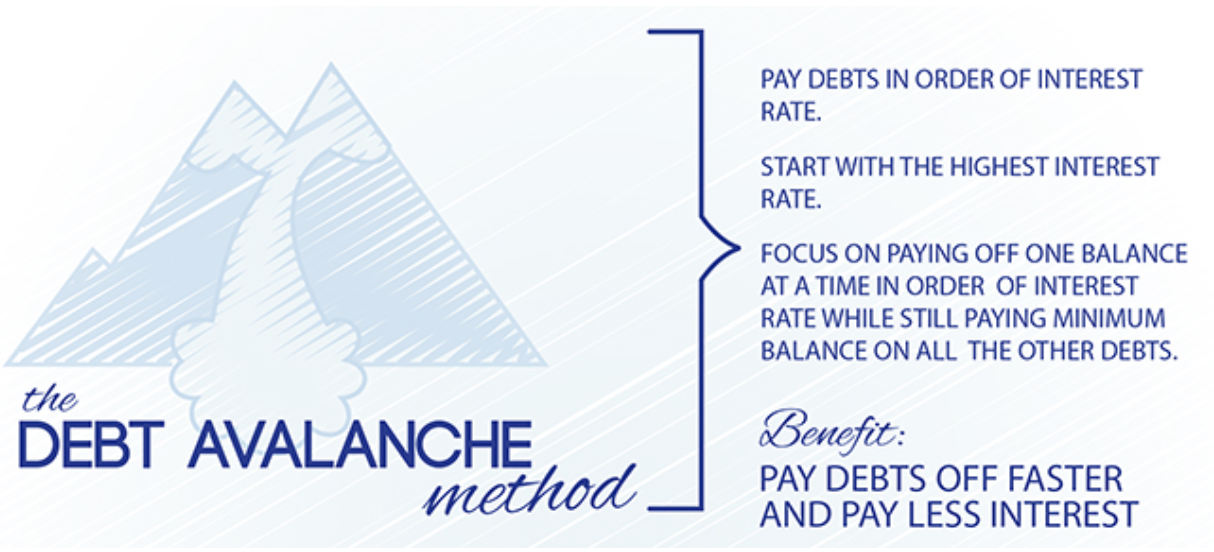 the
DEBT AVALANCHE
method
PAY DEBTS IN ORDER OF INTEREST
RATE.
START WITH THE HIGHEST INTEREST
RATE.
FOCUS ON PAYING OFF ONE BALANCE
AT A TIME IN ORDER OF INTEREST
RATE WHILE STILL PAYING MINIMUM
BALANCE ON ALL THE OTHER DEBTS.
Benefit:
PAY DEBTS OFF FASTER
AND PAY LESS INTEREST